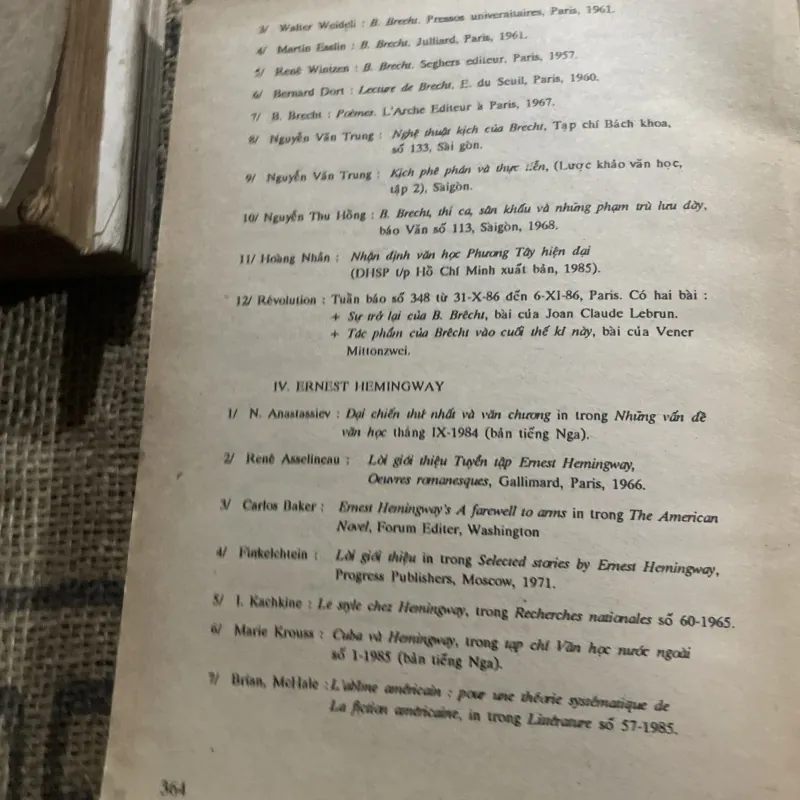 3/ Walter Weideli : B. Brecht. Presses universitaires, Paris, 1961.
4/ Martin Esslin : B. Brecht. Julliard, Paris, 1961.
5/ René Wintzen : B. Brecht. Seghers editeur, Paris, 1957.
6/ Bernard Dort : Lecture de Brecht, E. du Seuil, Paris, 1960.
7/ B. Brecht : Poèmes. L'Arche Editeur à Paris, 1967.
8/ Nguyễn Văn Trung : Nghệ thuật kịch của Brecht, Tạp chí Bách khoa,
số 133, Sài gòn.
9/ Nguyễn Văn Trung : Kịch phê phán và thực tiễn, (Lược khảo văn học,
tập 2), Saigòn.
10/ Nguyễn Thu Hồng : B. Brecht, thi ca, sân khấu và những phạm trù lưu đày,
báo Văn số 113, Saigòn, 1968.
11/ Hoàng Nhân : Nhận định văn học Phương Tây hiện đại
(DHSP t/p Hồ Chí Minh xuất bản, 1985).
12/ Révolution : Tuần báo số 348 từ 31-X-86 đến 6-XI-86, Paris. Có hai bài :
+ Sự trở lại của B. Brêcht, bài của Joan Claude Lebrun.
+ Tác phẩm của Brêcht vào cuối thế kỉ này, bài của Vener
Mittonzwei.
IV. ERNEST HEMINGWAY
1/ N. Anastassiev : Đại chiến thứ nhất và văn chương in trong Những vấn đề
văn học tháng IX-1984 (bản tiếng Nga).
2/ René Asselineau : Lời giới thiệu Tuyển tập Ernest Hemingway,
Oeuvres romanesques, Gallimard, Paris, 1966.
3/ Carlos Baker : Ernest Hemingway's A farewell to arms in trong The American
Novel, Forum Editer, Washington
4/ Finkelchtein : Lời giới thiệu in trong Selected stories by Ernest Hemingway,
Progress Publishers, Moscow, 1971.
5/ I. Kachkine : Le style chez Hemingway, trong Recherches nationales số 60-1965.
6/ Marie Krouss : Cuba và Hemingway, trong tạp chí Văn học nước ngoài
số 1-1985 (bản tiếng Nga).
7/ Brian, McHale : L'abîme américain : pour une théorie systématique de
La fiction américaine, in trong Littérature số 57-1985.
364